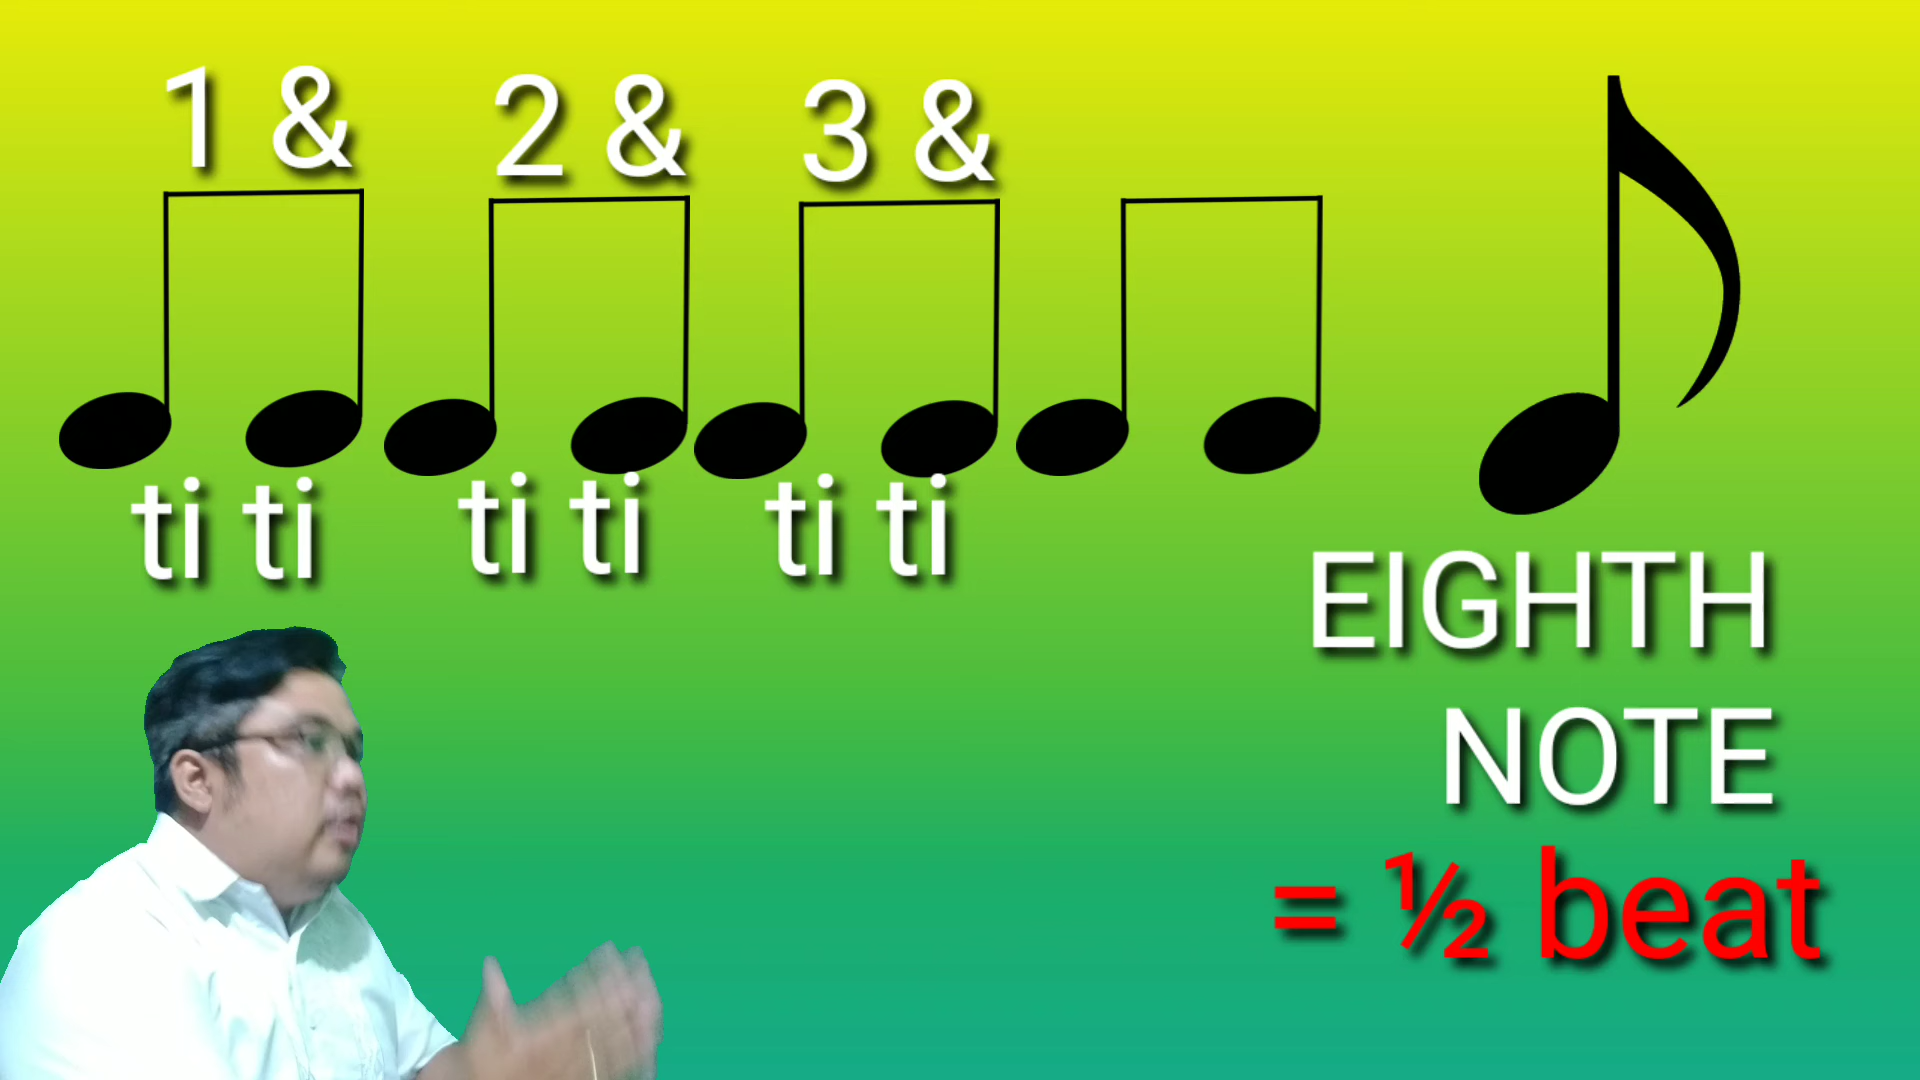 1 & 2 & 3 &
ti ti ti ti ti ti
EIGHTH
NOTE
= ½ beat